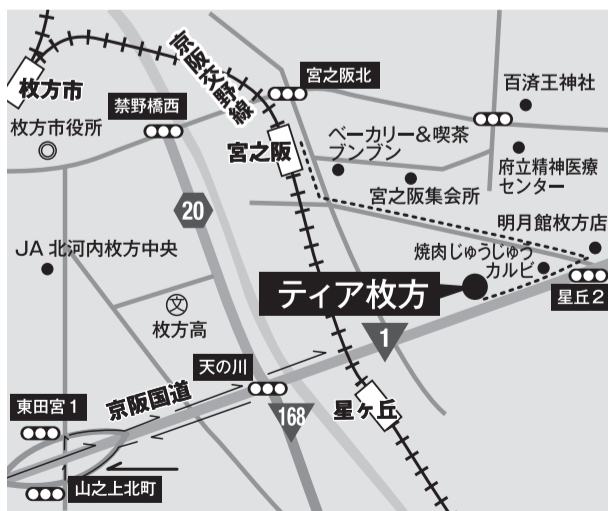 京阪交野線
宮之阪北
枚方市
百済王神社
禁野橋西
枚方市役所
ベーカリー＆喫茶
ブンブン
宮之阪
府立精神医療
センター
宮之阪集会所
20
明月館枚方店
JA 北河内枚方中央
焼肉じゅうじゅう
カルビ
ティア枚方
星丘2
文
枚方高
1
天の川
京阪国道
東田宮1
168
星ヶ丘
山之上北町